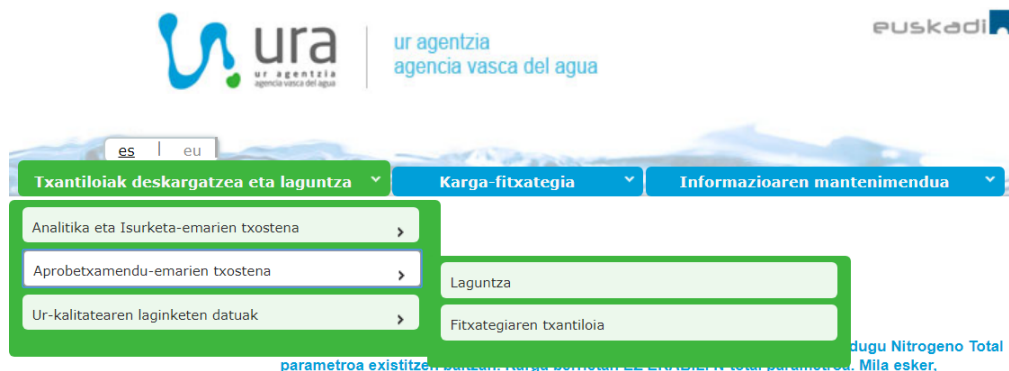 ura
ur agentzia
agencia vasca del agua
ur agentzia
agencia vasca del agua
euskadi
es | eu
Txantiloiak deskargatzea eta laguntza
Karga-fitxategia
Informazioaren mantenimendua
Analitika eta Isurketa-emarien txostena
Aprobetxamendu-emarien txostena
Ur-kalitatearen laginketen datuak
Laguntza
Fitxategiaren txantiloia
dugu Nitrogeno Total
parametroa existitzen Mila esker.